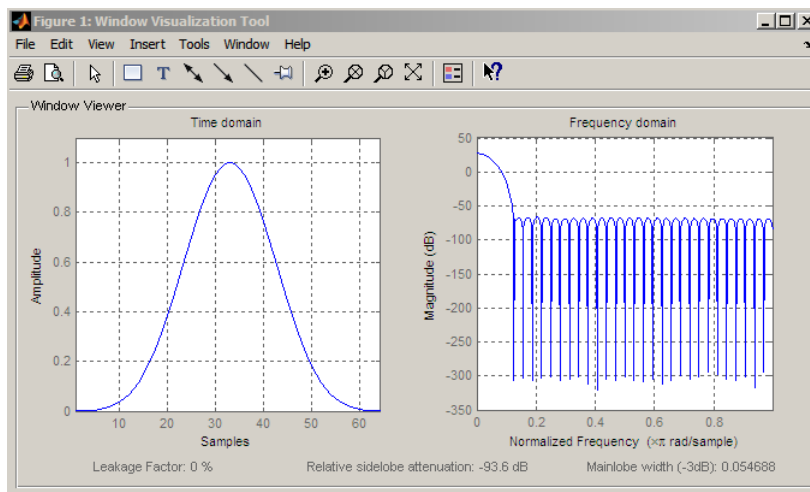 Figure 1: Window Visualization Tool
File Edit View Insert Tools Window Help
T
Window Viewer
Time domain
Amplitude
1
0.8
0.6
0.4
0.2
0
10 20 30 40 50 60
Samples
Frequency domain
Magnitude (dB)
50
0
-50
-100
-150
-200
-250
-300
-350
0 0.2 0.4 0.6 0.8
Normalized Frequency (×π rad/sample)
Leakage Factor: 0 % Relative sidelobe attenuation: -93.6 dB Mainlobe width (-3dB): 0.054688